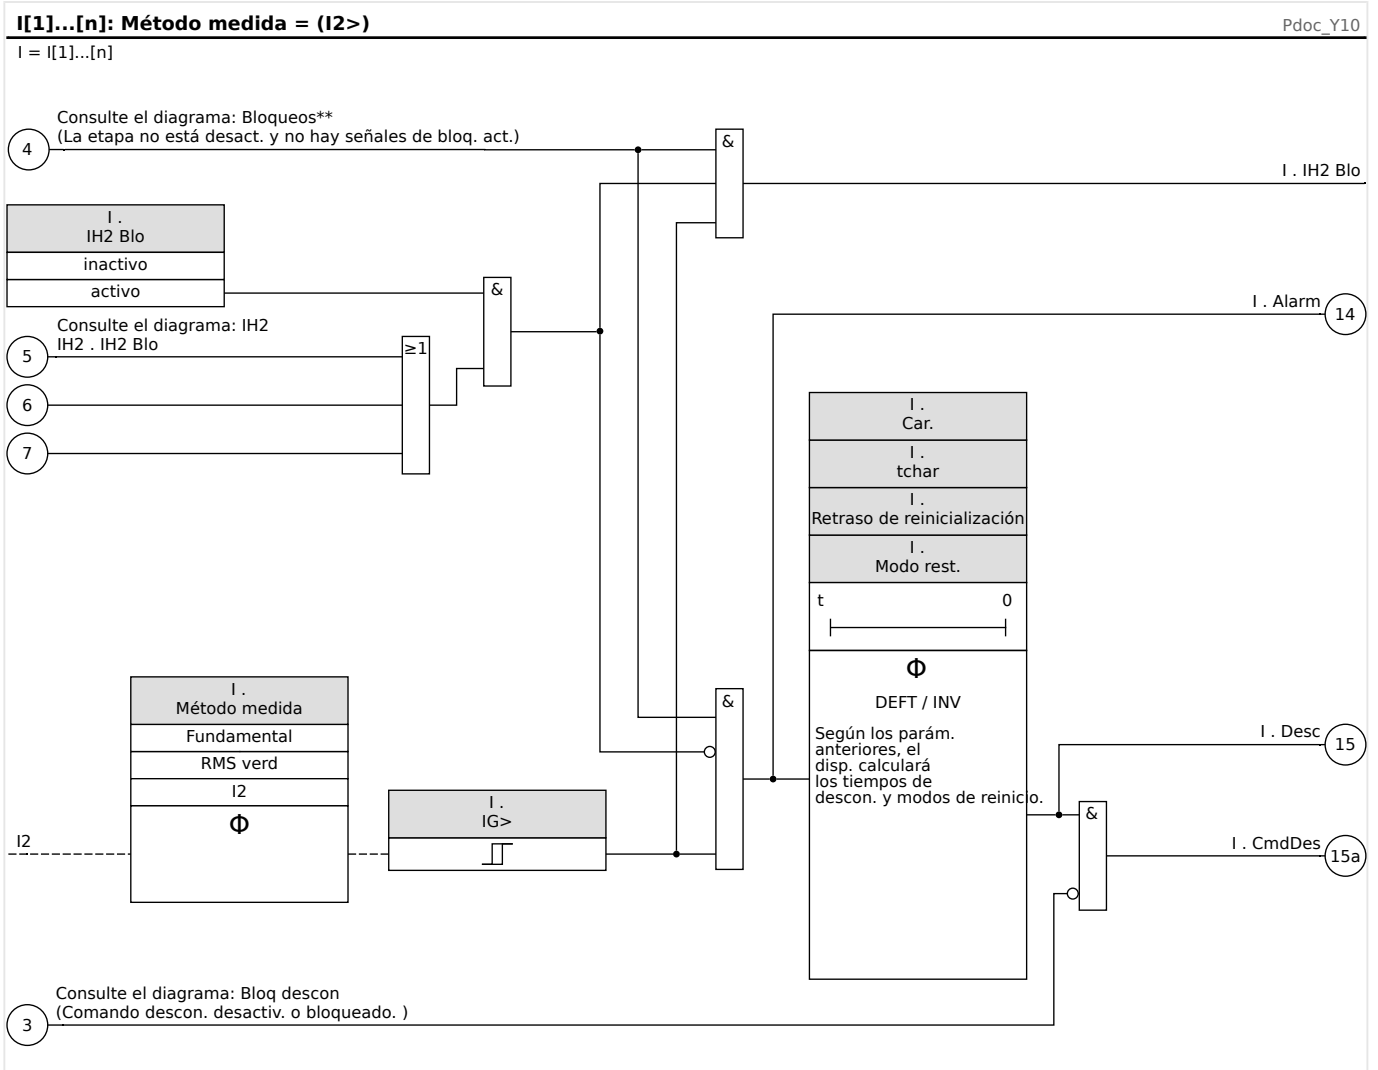 I[1]...[n]: Método medida = (I2>)
Pdoc_Y10
I = I[1]...[n]
Consulte el diagrama: Bloqueos**
(La etapa no está desact. y no hay señales de bloq. act.)
4
&
I . IH2 Blo
I .
IH2 Blo
inactivo
activo
&
I . Alarm
14
Consulte el diagrama: IH2
IH2 . IH2 Blo
5
≥1
6
7
I .
Car.
I .
tchar
I .
Retraso de reinicialización
I .
Modo rest.
t
0
Φ
DEFT / INV
Según los parám.
anteriores, el
disp. calculará
los tiempos de
descon. y modos de reinicio.
I .
Método medida
Fundamental
RMS verd
I2
Φ
&
I . Desc
15
I .
IG>
I2
&
I . CmdDes
15a
Consulte el diagrama: Bloq descon
(Comando descon. desactiv. o bloqueado. )
3